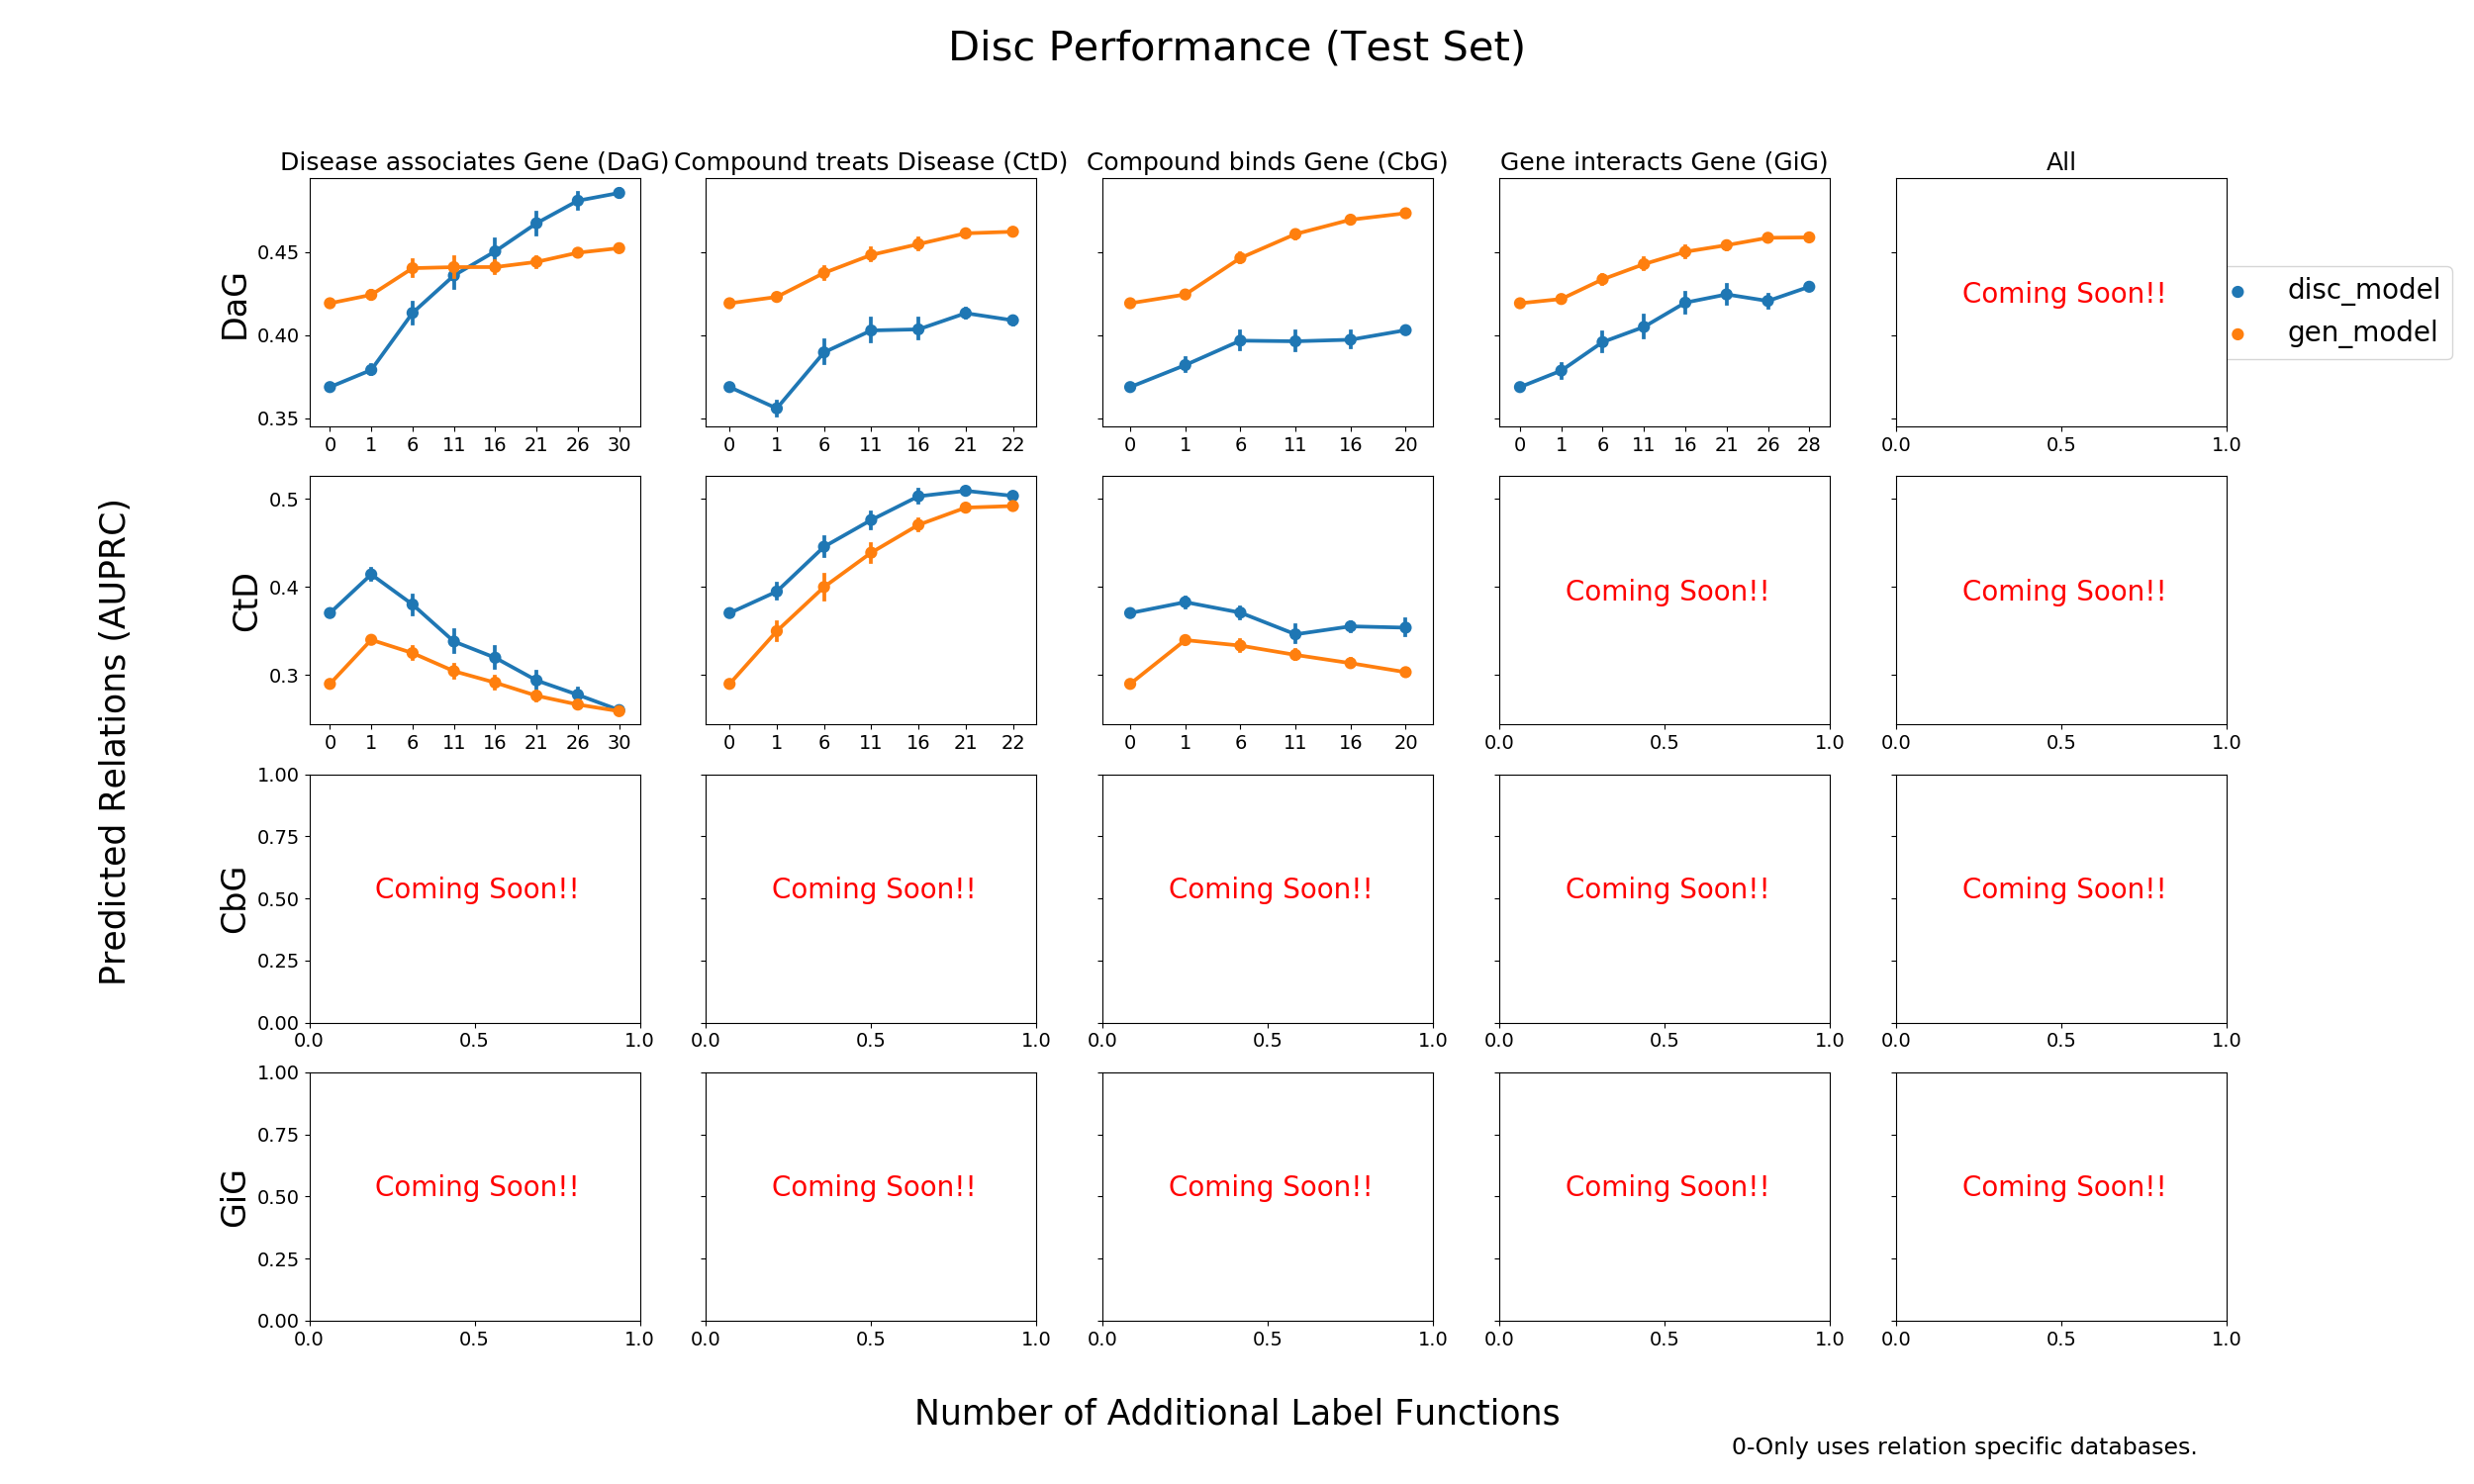 Disc Performance (Test Set)
Disease associates Gene (DaG) Compound treats Disease (CtD) Compound binds Gene (CbG) Gene interacts Gene (GiG) All
Predicted Relations (AUPRC)
DaG
0.45
0.40
0.35
0 1 6 11 16 21 26 30
0 1 6 11 16 21 22
0 1 6 11 16 20
0 1 6 11 16 21 26 28
Coming Soon!!
0.0 0.5 1.0
disc_model
gen_model
CtD
0.5
0.4
0.3
0 1 6 11 16 21 26 30
0 1 6 11 16 21 22
0 1 6 11 16 20
Coming Soon!!
0.0 0.5 1.0
Coming Soon!!
0.0 0.5 1.0
CbG
1.00
0.75
0.50
0.25
0.00
Coming Soon!!
0.0 0.5 1.0
Coming Soon!!
0.0 0.5 1.0
Coming Soon!!
0.0 0.5 1.0
Coming Soon!!
0.0 0.5 1.0
Coming Soon!!
0.0 0.5 1.0
GiG
1.00
0.75
0.50
0.25
0.00
Coming Soon!!
0.0 0.5 1.0
Coming Soon!!
0.0 0.5 1.0
Coming Soon!!
0.0 0.5 1.0
Coming Soon!!
0.0 0.5 1.0
Coming Soon!!
0.0 0.5 1.0
Number of Additional Label Functions
0-Only uses relation specific databases.